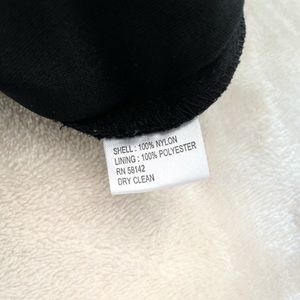 SHELL : 100% NYLON
LINING : 100% POLYESTER
RN 58142
DRY CLEAN